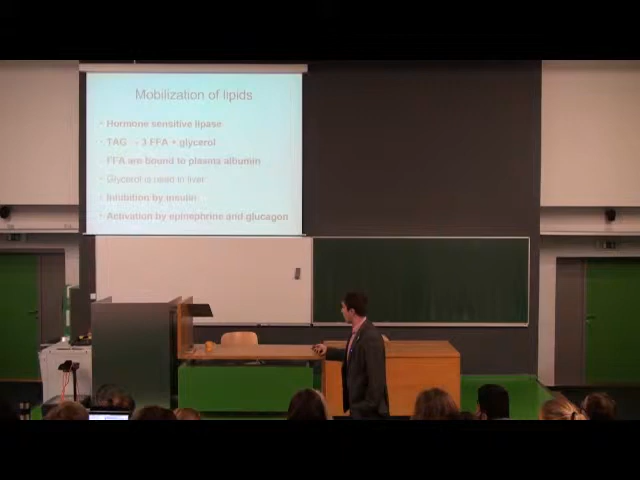 Mobilization of lipids
• Hormone sensitive lipase
• TAG → 3 FFA + glycerol
• FFA are bound to plasma albumin
• Glycerol is used in liver
• Inhibition by insulin
• Activation by epinephrine and glucagon